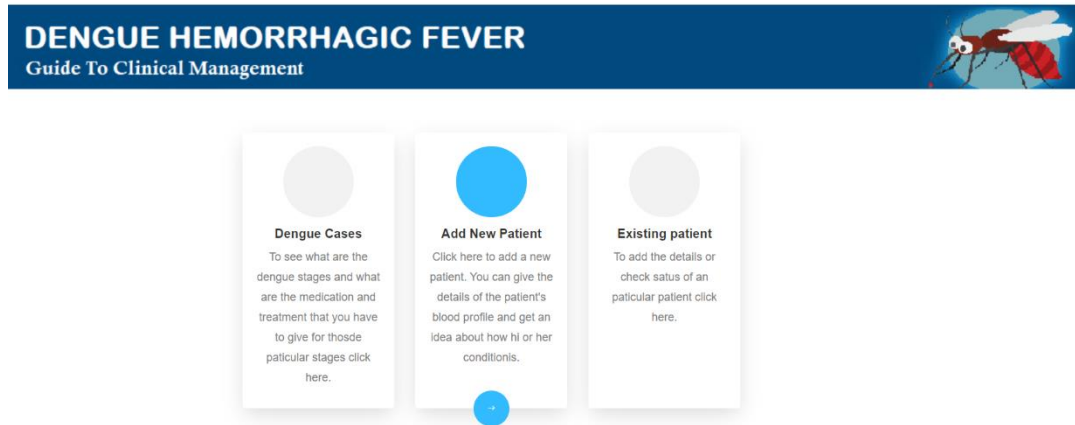 DENGUE HEMORRHAGIC FEVER
Guide To Clinical Management
Dengue Cases
To see what are the
dengue stages and what
are the medication and
treatment that you have
to give for thosde
paticular stages click
here.
Add New Patient
Click here to add a new
patient. You can give the
details of the patient's
blood profile and get an
idea about how hi or her
conditionis.
→
Existing patient
To add the details or
check satus of an
paticular patient click
here.